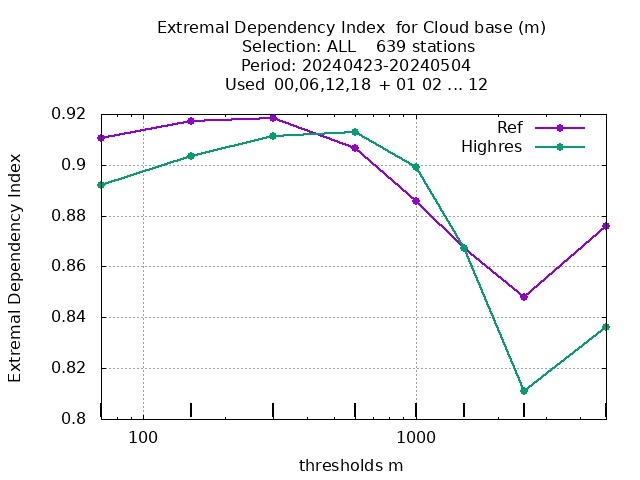 Extremal Dependency Index  for Cloud base (m)
Selection: ALL    639 stations
Period: 20240423-20240504
Used  00,06,12,18  + 01 02 ... 12
Ref
Highres
0.92
0.9
0.88
0.86
0.84
0.82
0.8
Extremal Dependency Index
100
1000
thresholds m